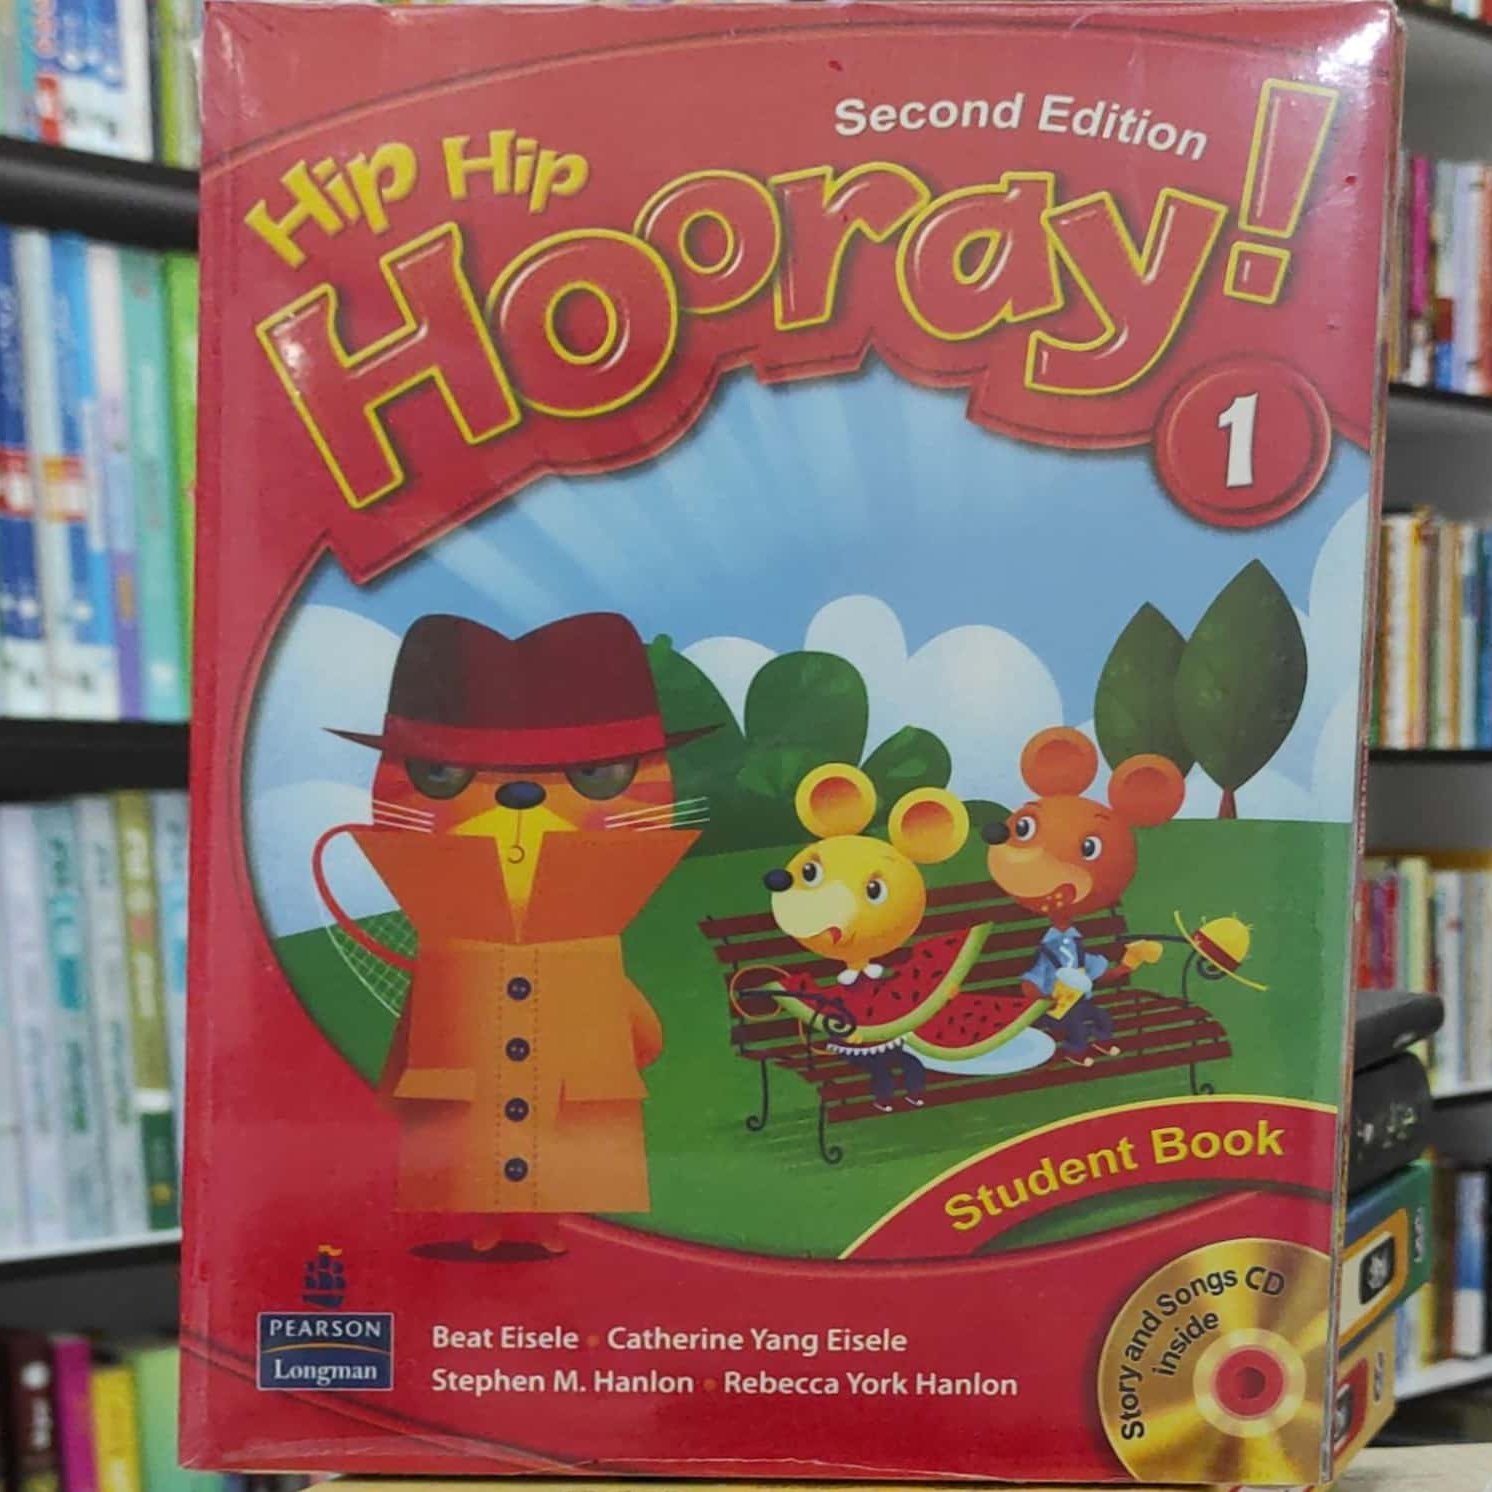 Second Edition
Hip Hip
Hooray!
1
Student Book
Story and Songs CD
inside
PEARSON
Longman
Beat Eisele • Catherine Yang Eisele
Stephen M. Hanlon • Rebecca York Hanlon